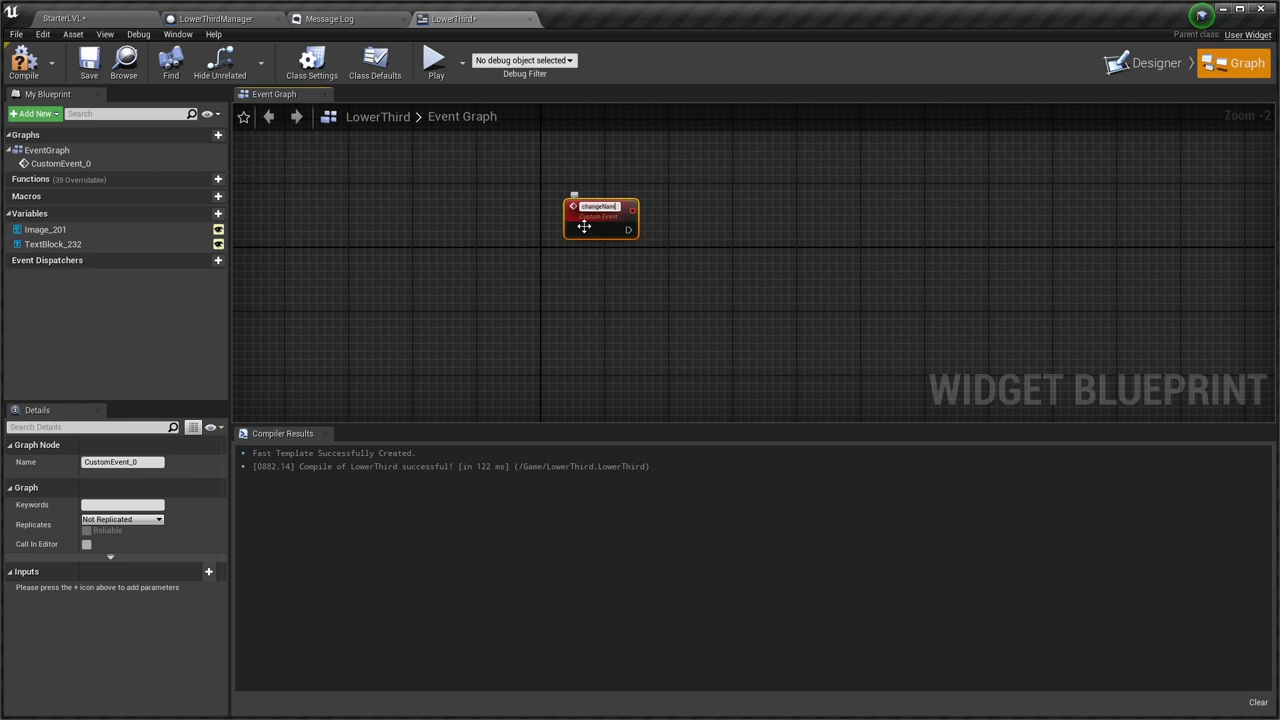 StarterLVL*
LowerThirdManager
Message Log
LowerThird*
File Edit Asset View Debug Window Help
Parent class: User Widget
Compile
Save
Browse
Find
Hide Unrelated
Class Settings
Class Defaults
Play
No debug object selected
Debug Filter
Designer
Graph
My Blueprint
Event Graph
+ Add New
Search
LowerThird > Event Graph
Zoom -2
Graphs
EventGraph
CustomEvent_0
Functions (39 Overridable)
Macros
Variables
Image_201
TextBlock_232
Event Dispatchers
changeNam
Custom Event
WIDGET BLUEPRINT
Details
Search Details
Graph Node
Name CustomEvent_0
Graph
Keywords
Replicates Not Replicated
Reliable
Call In Editor
Inputs
Please press the + icon above to add parameters
Compiler Results
• Fast Template Successfully Created.
• [0882.14] Compile of LowerThird successful! [in 122 ms] (/Game/LowerThird.LowerThird)
Clear